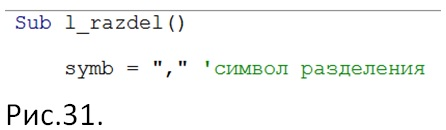 Sub l_razdel()
symb = "," 'символ разделения
Рис.31.